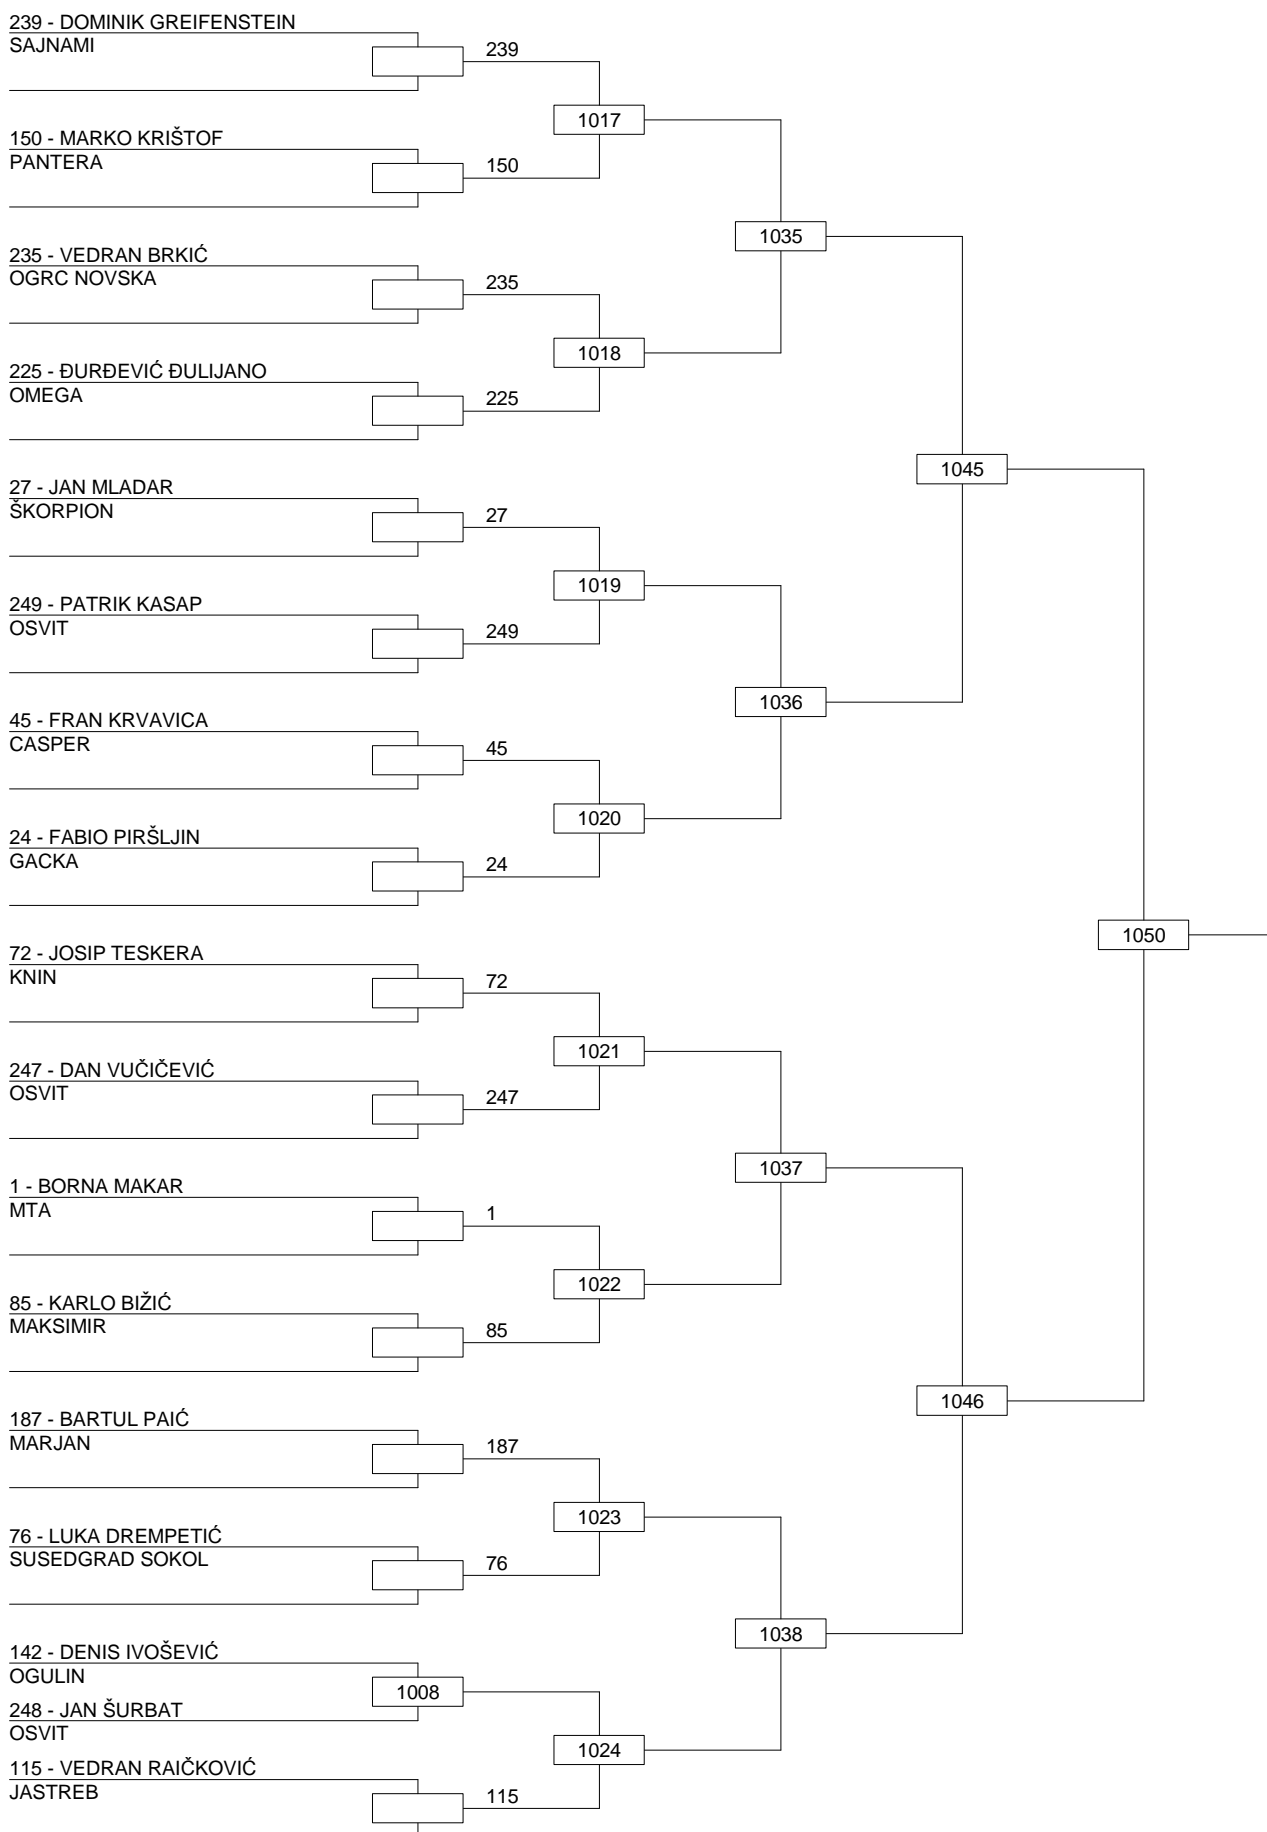 239 - DOMINIK GREIFENSTEIN
SAJNAMI
239
1017
150 - MARKO KRIŠTOF
PANTERA
150
1035
235 - VEDRAN BRKIĆ
OGRC NOVSKA
235
1018
225 - ĐURĐEVIĆ ĐULIJANO
OMEGA
225
1045
27 - JAN MLADAR
ŠKORPION
27
1019
249 - PATRIK KASAP
OSVIT
249
1036
45 - FRAN KRVAVICA
CASPER
45
1020
24 - FABIO PIRŠLJIN
GACKA
24
1050
72 - JOSIP TESKERA
KNIN
72
1021
247 - DAN VUČIČEVIĆ
OSVIT
247
1037
1 - BORNA MAKAR
MTA
1
1022
85 - KARLO BIŽIĆ
MAKSIMIR
85
1046
187 - BARTUL PAIĆ
MARJAN
187
1023
76 - LUKA DREMPETIĆ
SUSEDGRAD SOKOL
76
1038
142 - DENIS IVOŠEVIĆ
OGULIN
1008
248 - JAN ŠURBAT
OSVIT
1024
115 - VEDRAN RAIČKOVIĆ
JASTREB
115